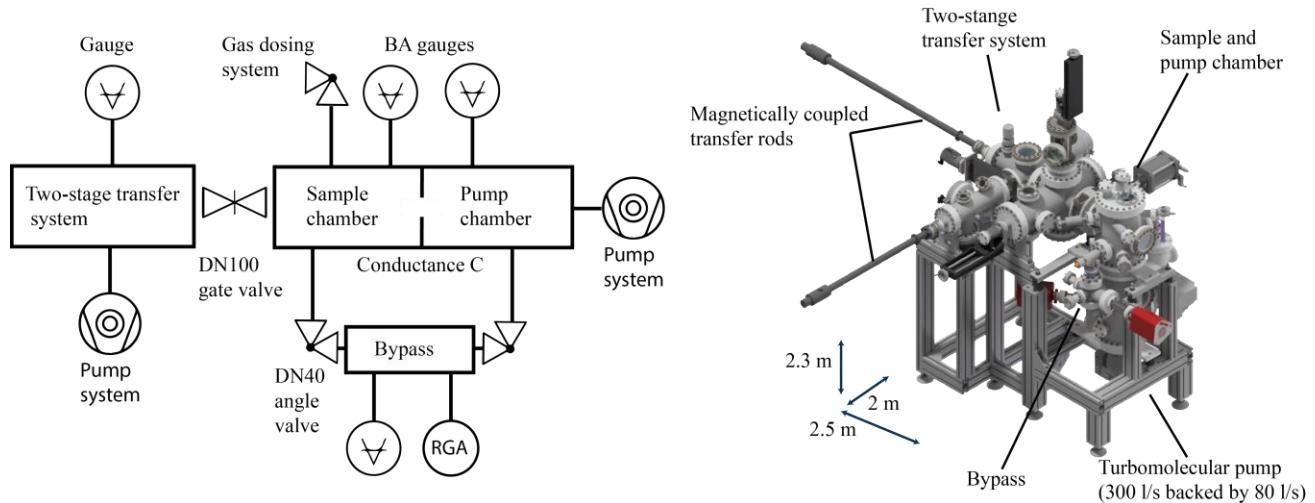 Gauge
Gas dosing
system
BA gauges
Two-stage transfer
system
Sample
chamber
Pump
chamber
DN100
gate valve
Conductance C
Pump
system
Pump
system
Bypass
DN40
angle
valve
RGA
Two-stange
transfer system
Sample and
pump chamber
Magnetically coupled
transfer rods
2.3 m
2 m
2.5 m
Bypass
Turbomolecular pump
(300 l/s backed by 80 l/s)